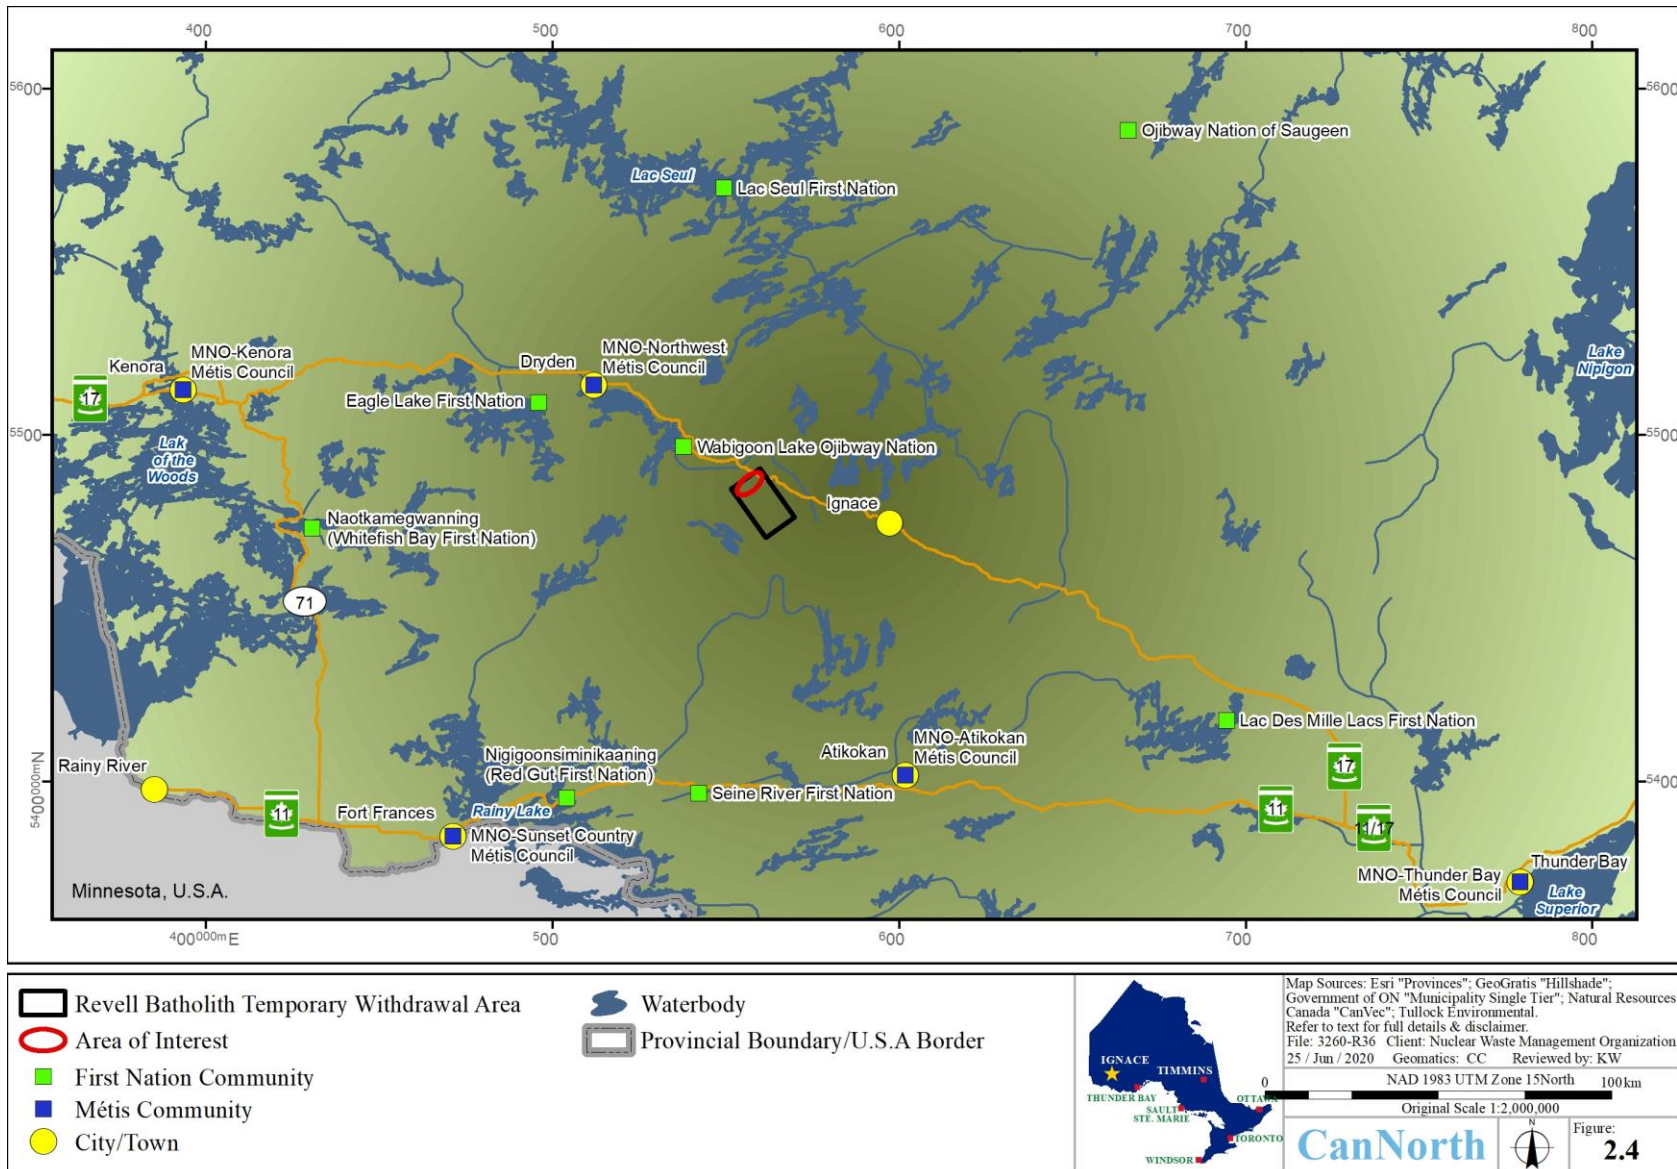 400 500 600 700 800
5600 5600
Ojibway Nation of Saugeen
Lac Seul
Lac Seul First Nation
Lake
Nipigon
Kenora
MNO-Kenora
Métis Council
Dryden
MNO-Northwest
Métis Council
17
Eagle Lake First Nation
5500 5500
Lak
of the
Woods
Wabigoon Lake Ojibway Nation
Ignace
Naotkamegwanning
(Whitefish Bay First Nation)
71
Lac Des Mille Lacs First Nation
Rainy River
Nigigoonsiminikaaning
(Red Gut First Nation)
Atikokan
MNO-Atikokan
Métis Council
17
5400000mN 5400
Seine River First Nation
11
Fort Frances
Rainy Lake
11
11/17
MNO-Sunset Country
Métis Council
Minnesota, U.S.A.
MNO-Thunder Bay
Métis Council
Thunder Bay
Lake
Superior
400000mE 500 600 700 800
Revell Batholith Temporary Withdrawal Area
Area of Interest
First Nation Community
Métis Community
City/Town
Waterbody
Provincial Boundary/U.S.A Border
IGNACE
TIMMINS
THUNDER BAY
SAULT
STE. MARIE
OTTAWA
TORONTO
WINDSOR
Map Sources: Esri "Provinces"; GeoGratis "Hillshade";
Government of ON "Municipality Single Tier"; Natural Resources
Canada "CanVec"; Tullock Environmental.
Refer to text for full details & disclaimer.
File: 3260-R36 Client: Nuclear Waste Management Organization
25 / Jun / 2020 Geomatics: CC Reviewed by: KW
0 NAD 1983 UTM Zone 15North 100km
Original Scale 1:2,000,000
CanNorth
N
Figure:
2.4